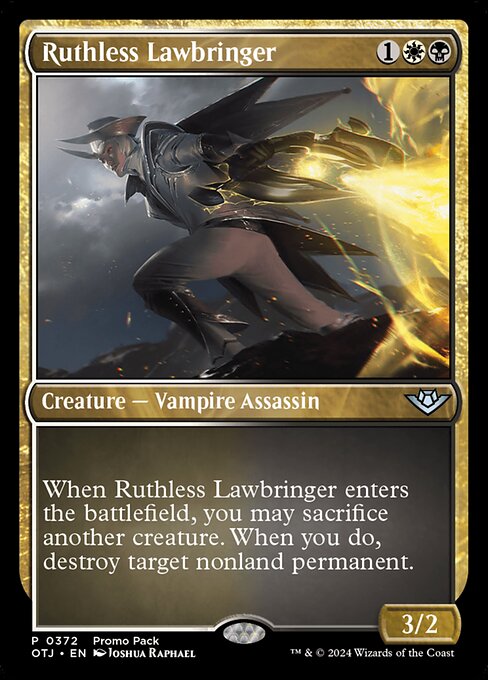 Ruthless Lawbringer 1
Creature — Vampire Assassin
When Ruthless Lawbringer enters
the battlefield, you may sacrifice
another creature. When you do,
destroy target nonland permanent.
3/2
P 0372 Promo Pack
OTJ • EN Joshua Raphael ™ & © 2024 Wizards of the Coast